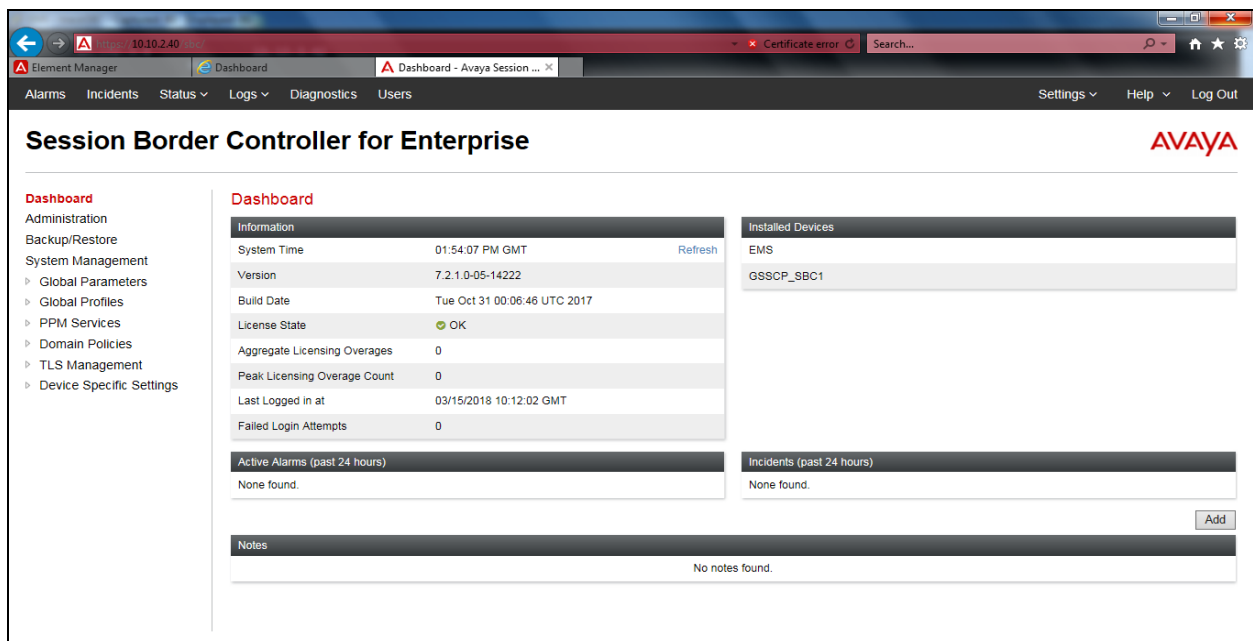 https://10.10.2.40/sbc/
Certificate error
Search...
Element Manager
Dashboard
Dashboard - Avaya Session ...
Alarms Incidents Status Logs Diagnostics Users Settings Help Log Out
Session Border Controller for Enterprise
AVAYA
Dashboard
Administration
Backup/Restore
System Management
Global Parameters
Global Profiles
PPM Services
Domain Policies
TLS Management
Device Specific Settings
Dashboard
Information
System Time 01:54:07 PM GMT Refresh
Version 7.2.1.0-05-14222
Build Date Tue Oct 31 00:06:46 UTC 2017
License State OK
Aggregate Licensing Overages 0
Peak Licensing Overage Count 0
Last Logged in at 03/15/2018 10:12:02 GMT
Failed Login Attempts 0
Installed Devices
EMS
GSSCP_SBC1
Active Alarms (past 24 hours)
None found.
Incidents (past 24 hours)
None found.
Add
Notes
No notes found.